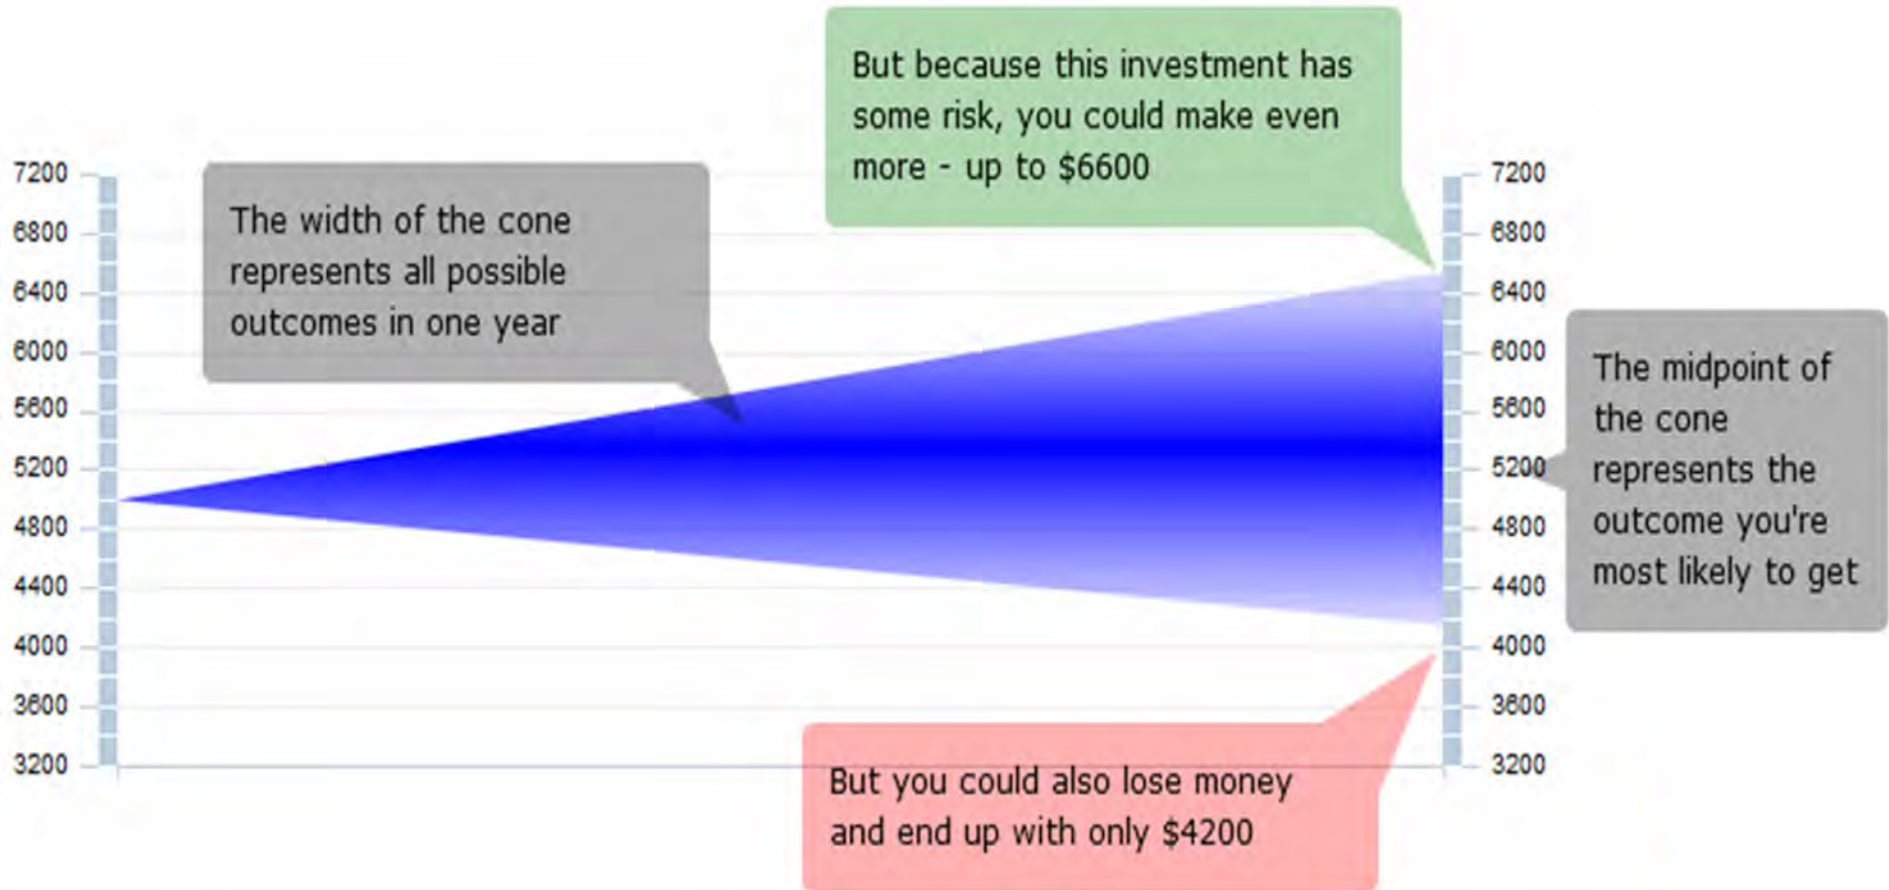 But because this investment has
some risk, you could make even
more - up to $6600
The width of the cone
represents all possible
outcomes in one year
7200
6800
6400
6000
5600
5200
4800
4400
4000
3600
3200
7200
6800
6400
6000
5600
5200
4800
4400
4000
3600
3200
The midpoint of
the cone
represents the
outcome you're
most likely to get
But you could also lose money
and end up with only $4200